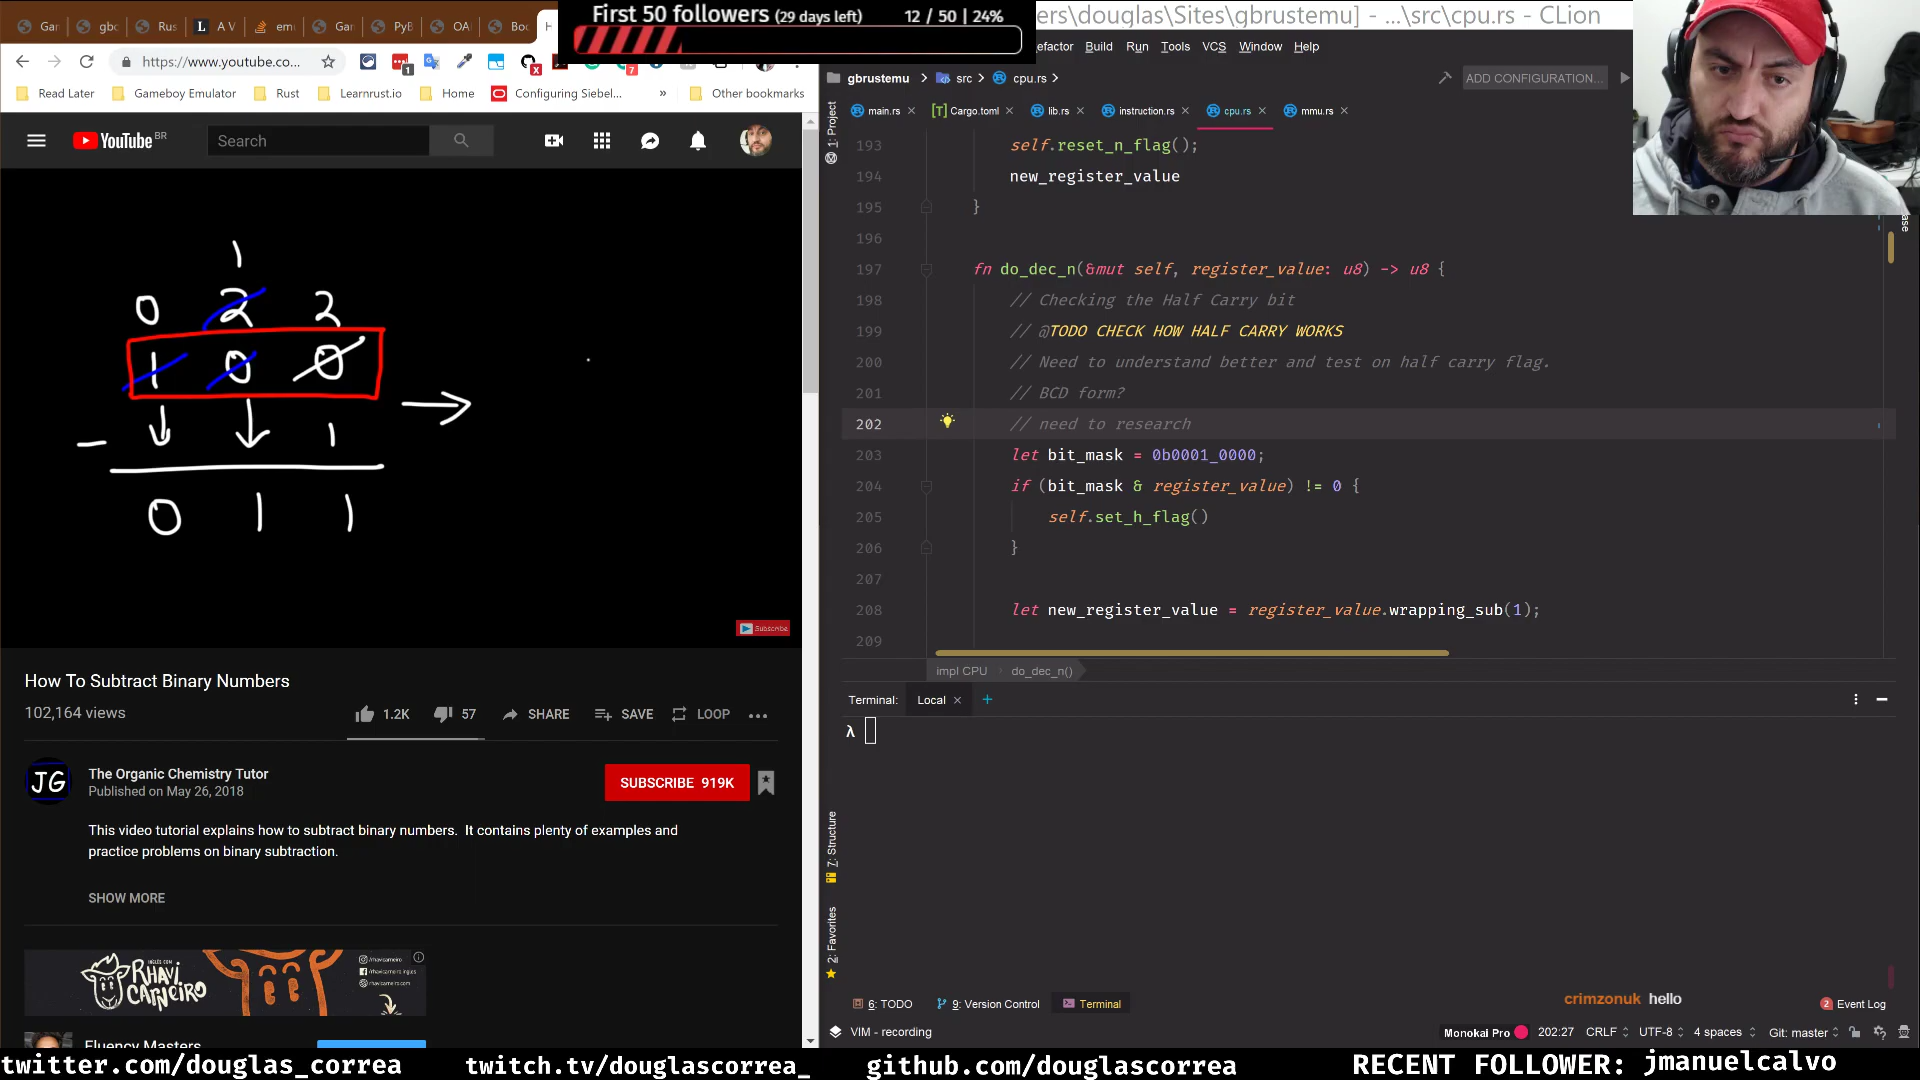 First 50 followers (29 days left) 12 / 50 | 24%
ers\douglas\Sites\gbrustemu] - ...\src\cpu.rs - CLion
Gar
gbc
Rus
A V
em
Gar
PyB
OA
Boc
H
https://www.youtube.co...
efactor Build Run Tools VCS Window Help
gbrustemu
src
cpu.rs
ADD CONFIGURATION...
Read Later
Gameboy Emulator
Rust
Learnrust.io
Home
Configuring Siebel...
»
Other bookmarks
main.rs
Cargo.toml
lib.rs
instruction.rs
cpu.rs
mmu.rs
YouTube BR
Search
1: Project
193 self.reset_n_flag();
194 new_register_value
195 }
196
197 fn do_dec_n(&mut self, register_value: u8) -> u8 {
198 // Checking the Half Carry bit
199 // @TODO CHECK HOW HALF CARRY WORKS
200 // Need to understand better and test on half carry flag.
201 // BCD form?
202 // need to research
203 let bit_mask = 0b0001_0000;
204 if (bit_mask & register_value) != 0 {
205 self.set_h_flag()
206 }
207
208 let new_register_value = register_value.wrapping_sub(1);
209
impl CPU
do_dec_n()
1
0 2 2
1 0 0
- 1
0 1 1
Subscribe
How To Subtract Binary Numbers
102,164 views
1.2K
57
SHARE
SAVE
LOOP
JG
The Organic Chemistry Tutor
Published on May 26, 2018
SUBSCRIBE 919K
This video tutorial explains how to subtract binary numbers. It contains plenty of examples and
practice problems on binary subtraction.
SHOW MORE
RHAVI
CARNEIRO
Fluency Masters
Terminal: Local +
λ
7: Structure
2: Favorites
crimzonuk hello
6: TODO
9: Version Control
Terminal
2 Event Log
VIM - recording
Monokai Pro
202:27
CRLF
UTF-8
4 spaces
Git: master
twitter.com/douglas_correa
twitch.tv/douglascorrea_
github.com/douglascorrea
RECENT FOLLOWER: jmanuelcalvo